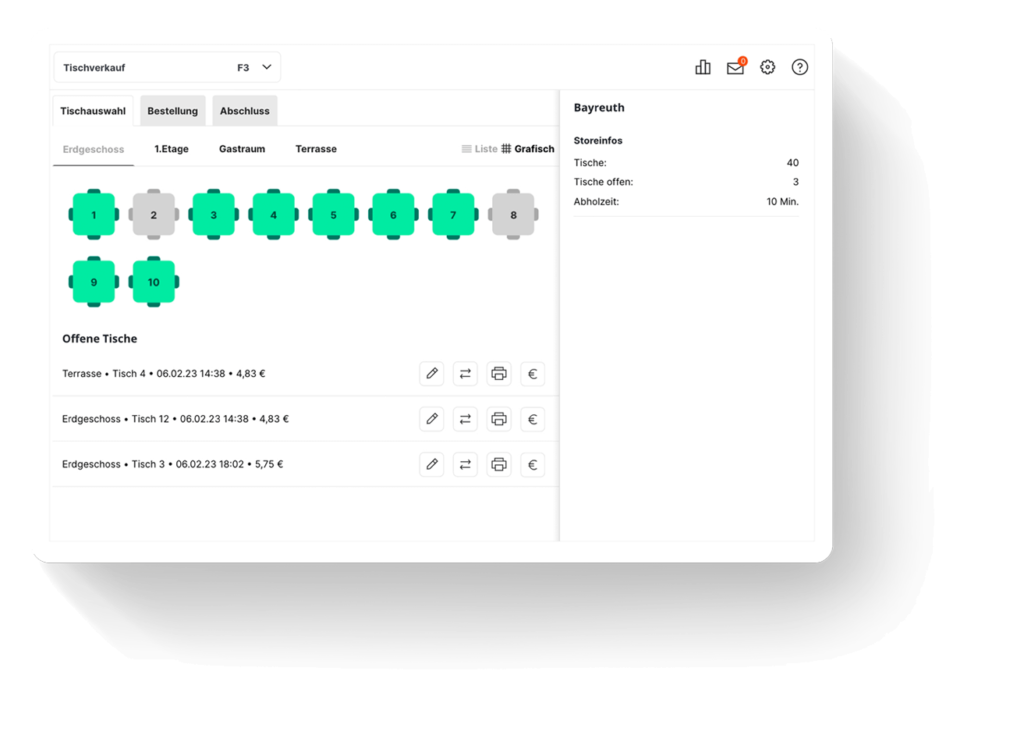 Tischverkauf F3
0
Tischauswahl Bestellung Abschluss
Erdgeschoss 1.Etage Gastraum Terrasse Liste Grafisch
1 2 3 4 5 6 7 8
9 10
Offene Tische
Terrasse • Tisch 4 • 06.02.23 14:38 • 4,83 € €
Erdgeschoss • Tisch 12 • 06.02.23 14:38 • 4,83 € €
Erdgeschoss • Tisch 3 • 06.02.23 18:02 • 5,75 € €
Bayreuth
Storeinfos
Tische: 40
Tische offen: 3
Abholzeit: 10 Min.